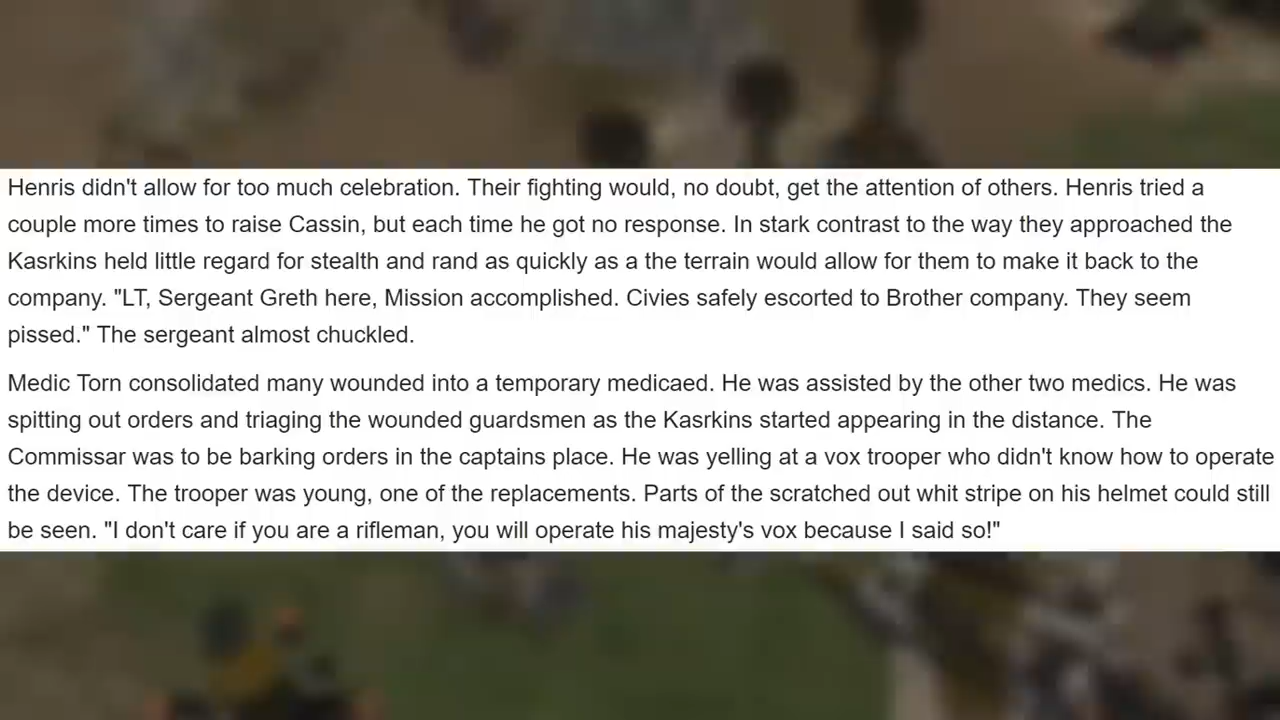 Henris didn't allow for too much celebration. Their fighting would, no doubt, get the attention of others. Henris tried a
couple more times to raise Cassin, but each time he got no response. In stark contrast to the way they approached the
Kasrkins held little regard for stealth and rand as quickly as a the terrain would allow for them to make it back to the
company. "LT, Sergeant Greth here, Mission accomplished. Civies safely escorted to Brother company. They seem
pissed." The sergeant almost chuckled.
Medic Torn consolidated many wounded into a temporary medicaed. He was assisted by the other two medics. He was
spitting out orders and triaging the wounded guardsmen as the Kasrkins started appearing in the distance. The
Commissar was to be barking orders in the captains place. He was yelling at a vox trooper who didn't know how to operate
the device. The trooper was young, one of the replacements. Parts of the scratched out whit stripe on his helmet could still
be seen. "I don't care if you are a rifleman, you will operate his majesty's vox because I said so!"